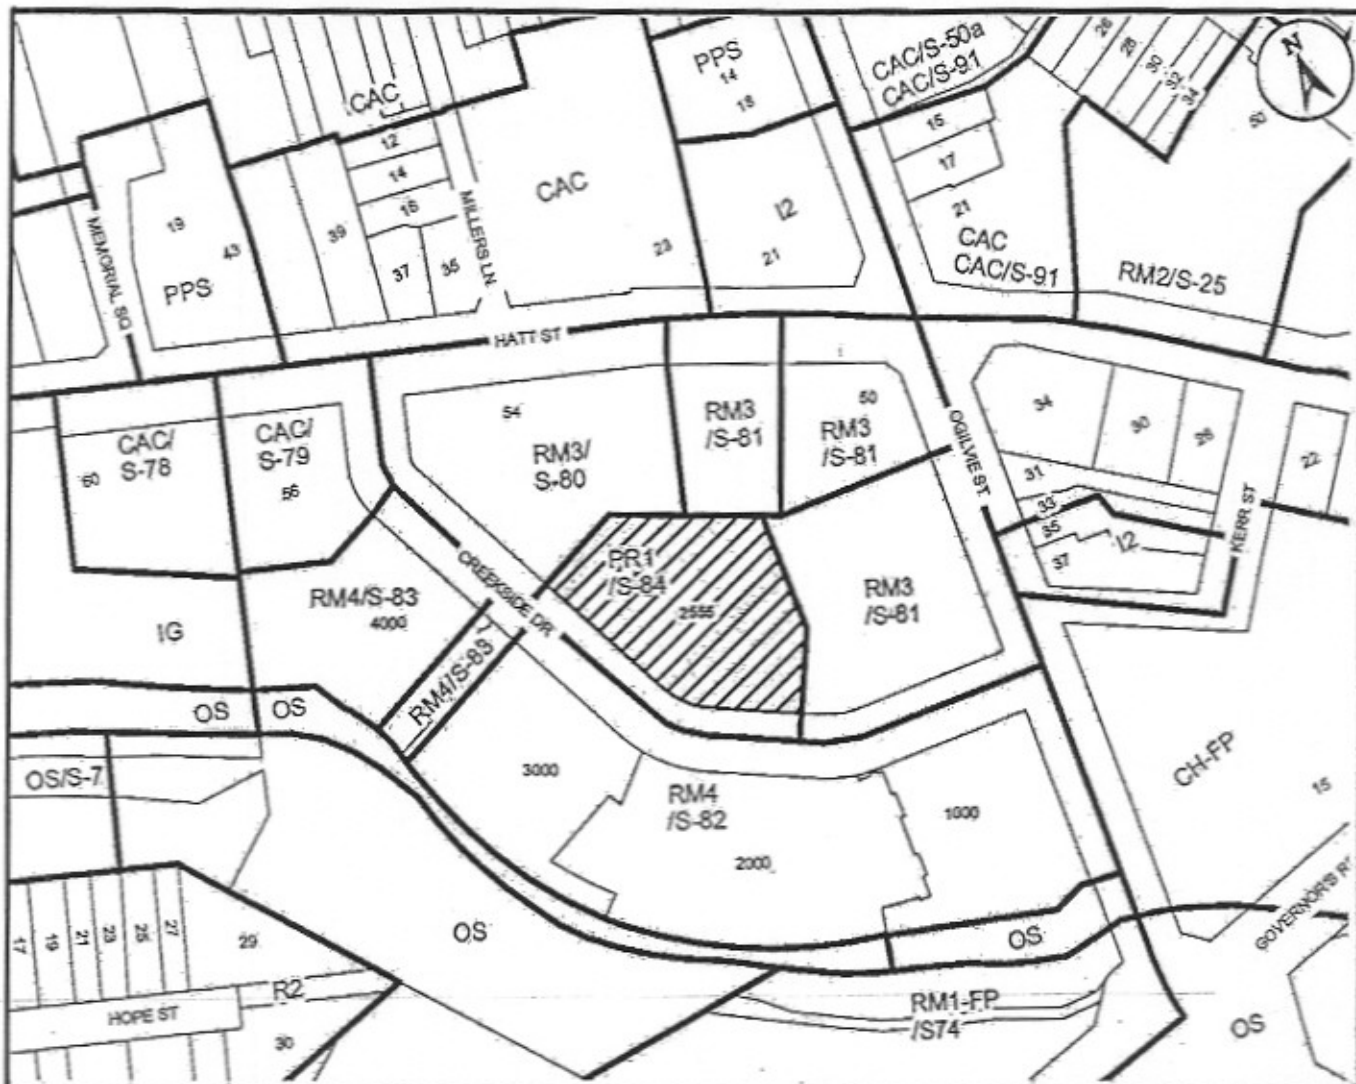 N
CAC
PPS
14
18
CAC/S-50a
CAC/S-91
26
28
30
32
34
50
12
14
16
MILLERS LN
CAC
15
17
21
CAC
CAC/S-91
RM2/S-25
MEMORIAL SQ
19
43
PPS
39
37
35
23
I2
21
HATT ST
CAC/
S-78
60
CAC/
S-79
56
54
RM3/
S-80
RM3
/S-81
50
RM3
/S-81
OGILVIE ST
34
30
26
22
31
33
35
37
I2
KERR ST
PR1
/S-84
2555
CREEKSIDE DR
RM3
/S-81
IG
RM4/S-83
4000
RM4/S-83
OS
OS
OS/S-7
3000
RM4
/S-82
2000
1000
CH-FP
15
GOVERNOR'S R
17
19
21
23
25
27
29
OS
OS
R2
HOPE ST
30
RM1-FP
/S74
OS